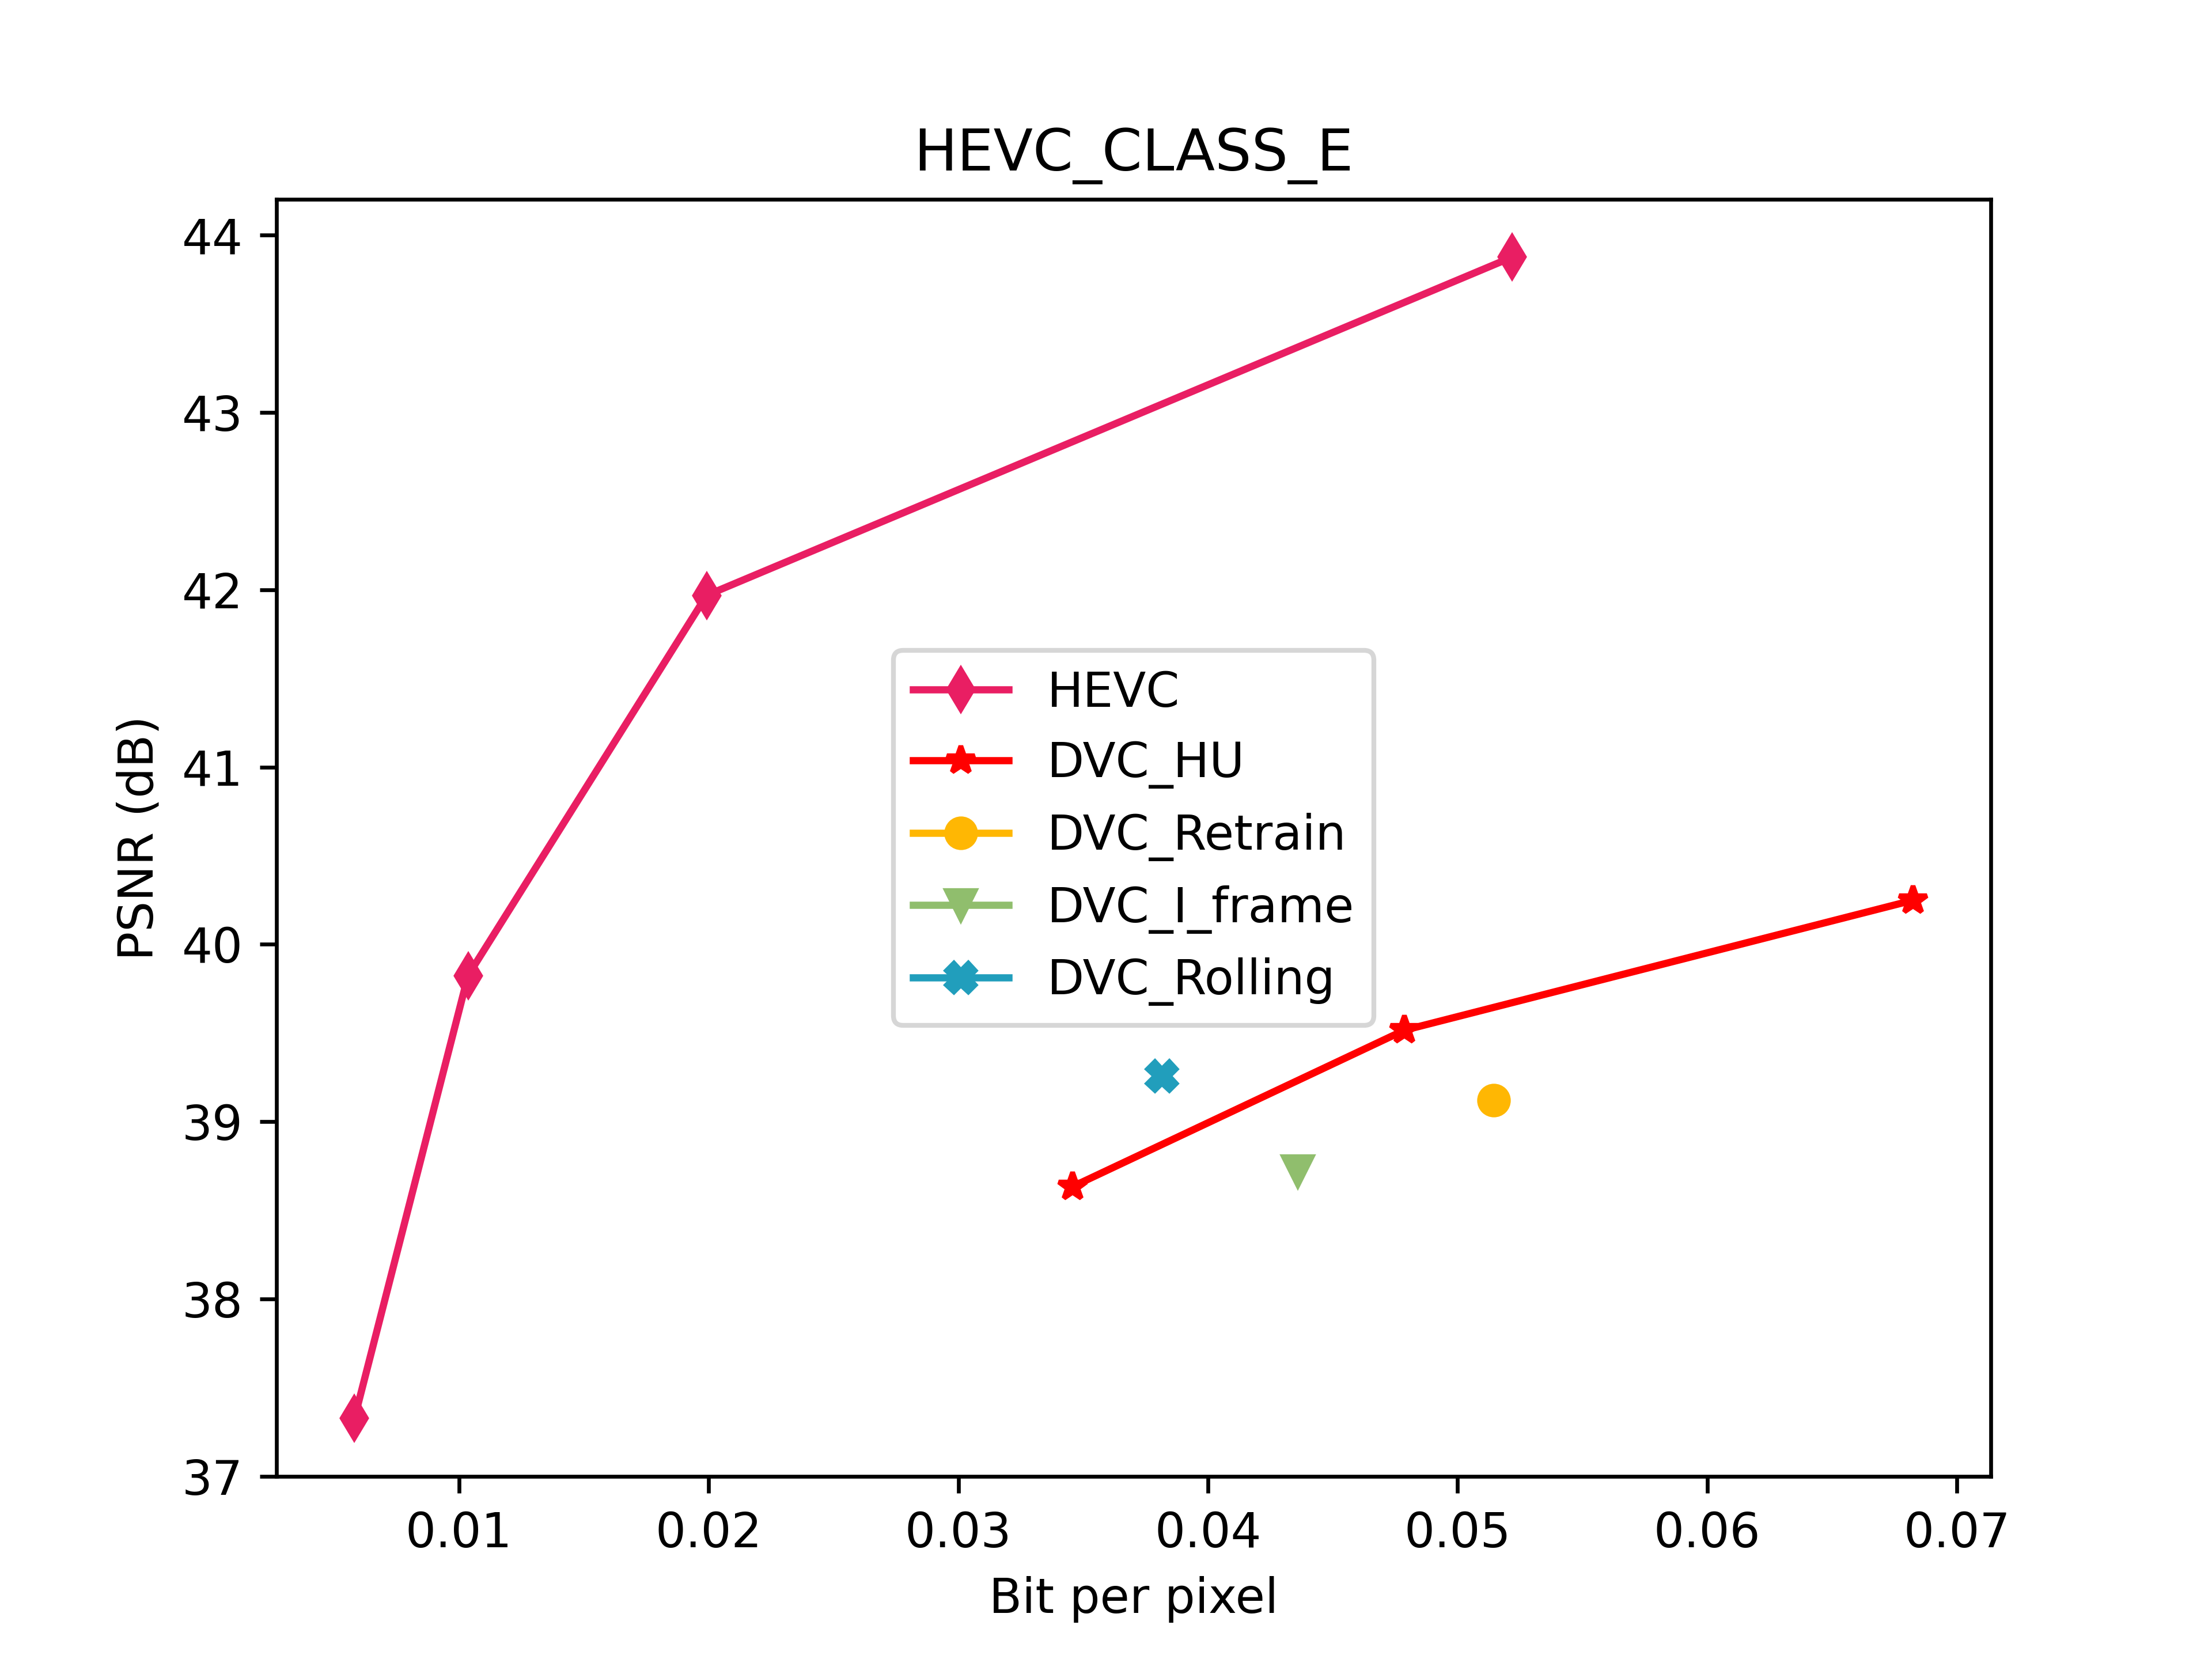 HEVC_CLASS_E
44
43
42
41
40
39
38
37
PSNR (dB)
HEVC
DVC_HU
DVC_Retrain
DVC_I_frame
DVC_Rolling
0.01 0.02 0.03 0.04 0.05 0.06 0.07
Bit per pixel